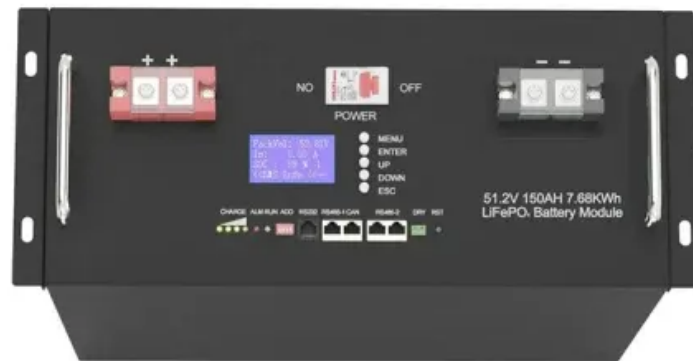 + +
– –
NO
OFF
POWER
MENU
ENTER
UP
DOWN
ESC
51.2V 150AH 7.68KWh
LiFePO₄ Battery Module
CHARGE ALM RUN ADD RS232 RS485-1 CAN RS485-2 DRY RST